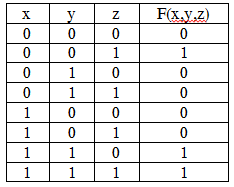 x y z F(x,y,z)
0 0 0 0
0 0 1 1
0 1 0 0
0 1 1 0
1 0 0 0
1 0 1 0
1 1 0 1
1 1 1 1